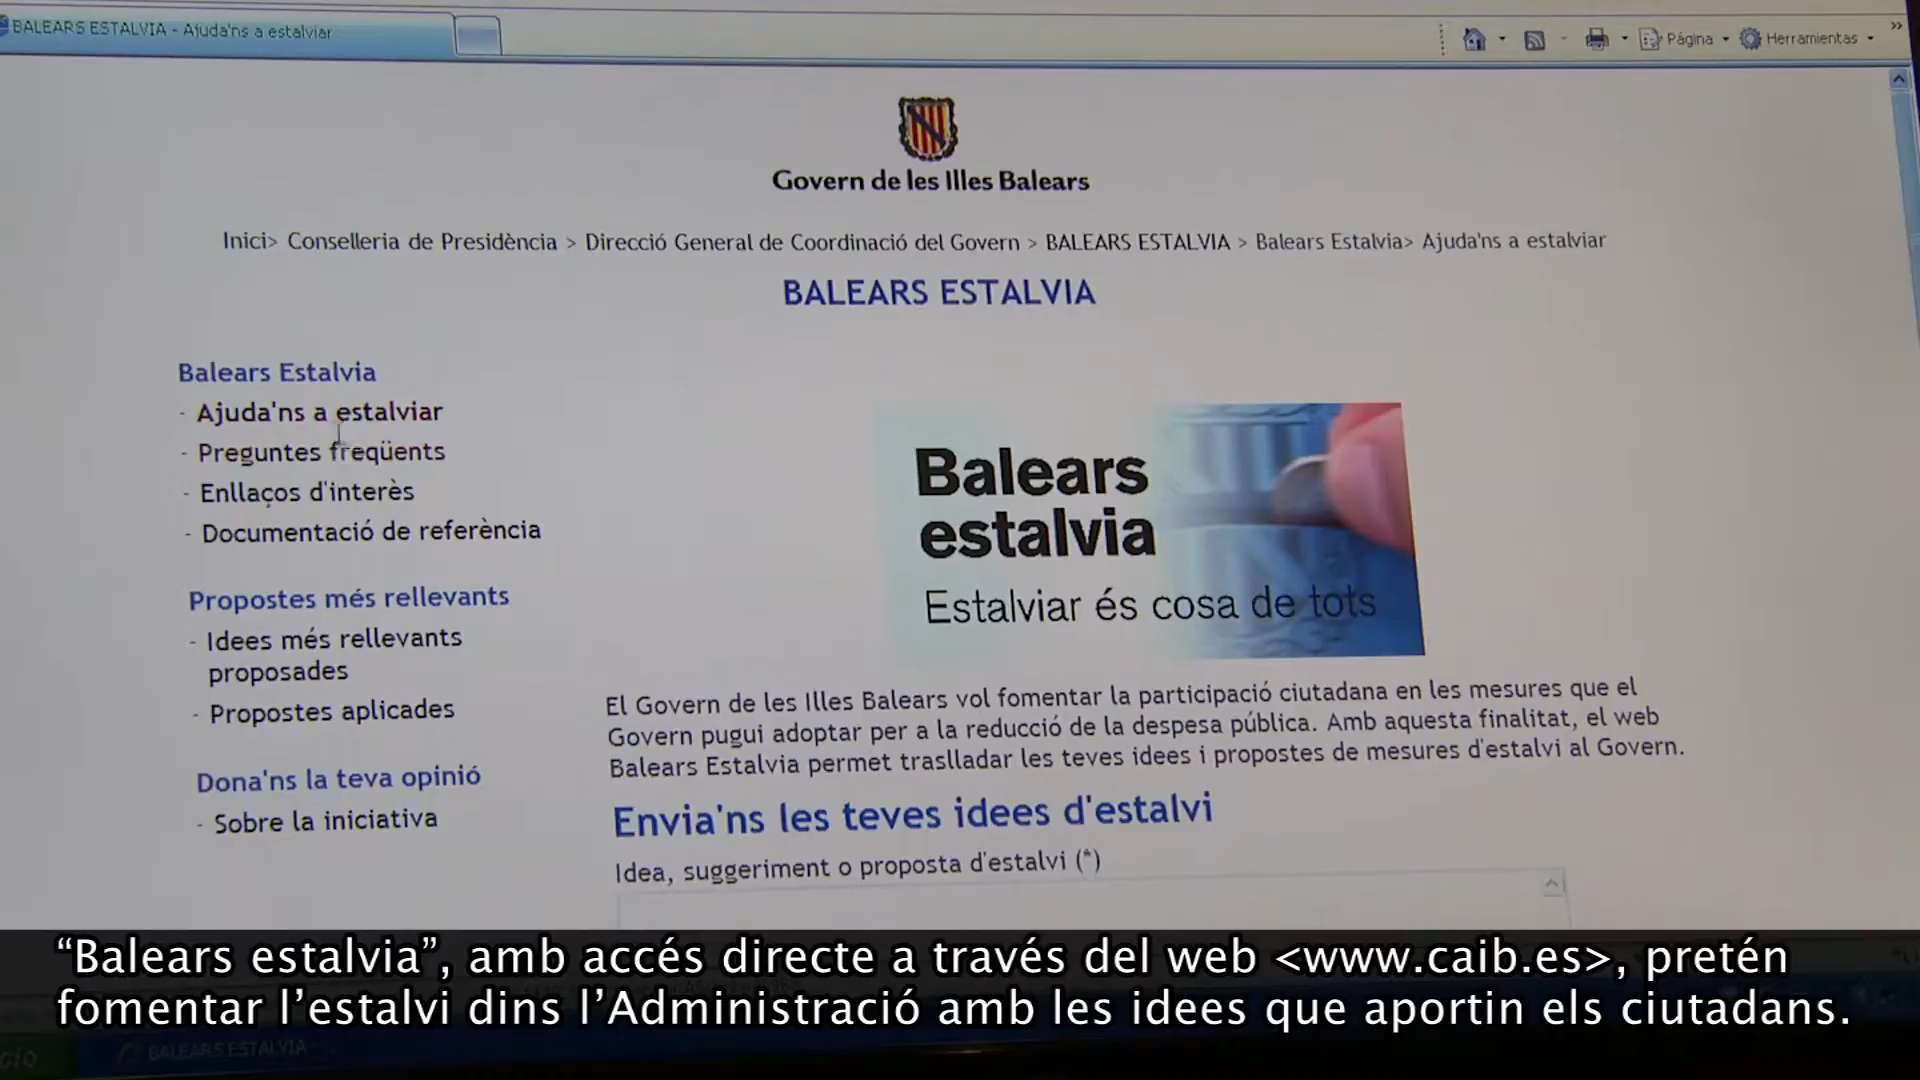 BALEARS ESTALVIA - Ajuda'ns a estalviar
Página
Herramientas
Govern de les Illes Balears
Inici> Conselleria de Presidència > Direcció General de Coordinació del Govern > BALEARS ESTALVIA > Balears Estalvia> Ajuda'ns a estalviar
BALEARS ESTALVIA
Balears Estalvia
- Ajuda'ns a estalviar
- Preguntes freqüents
- Enllaços d'interès
- Documentació de referència
Propostes més rellevants
- Idees més rellevants
proposades
- Propostes aplicades
Dona'ns la teva opinió
- Sobre la iniciativa
Balears
estalvia
Estalviar és cosa de tots
El Govern de les Illes Balears vol fomentar la participació ciutadana en les mesures que el
Govern pugui adoptar per a la reducció de la despesa pública. Amb aquesta finalitat, el web
Balears Estalvia permet traslladar les teves idees i propostes de mesures d'estalvi al Govern.
Envia'ns les teves idees d'estalvi
Idea, suggeriment o proposta d'estalvi (*)
“Balears estalvia”, amb accés directe a través del web <www.caib.es>, pretén
fomentar l’estalvi dins l’Administració amb les idees que aportin els ciutadans.
BALEARS ESTALVIA